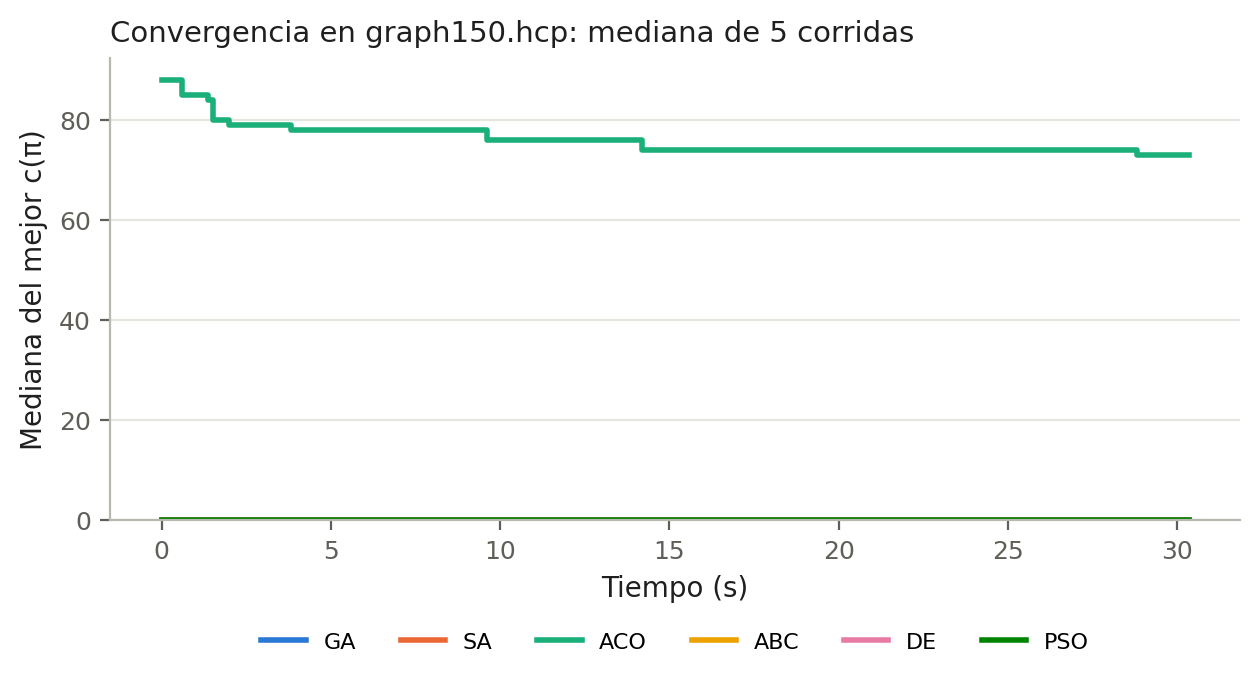 Convergencia en graph150.hcp: mediana de 5 corridas
Mediana del mejor c(π)
80
60
40
20
0
0 5 10 15 20 25 30
Tiempo (s)
GA SA ACO ABC DE PSO